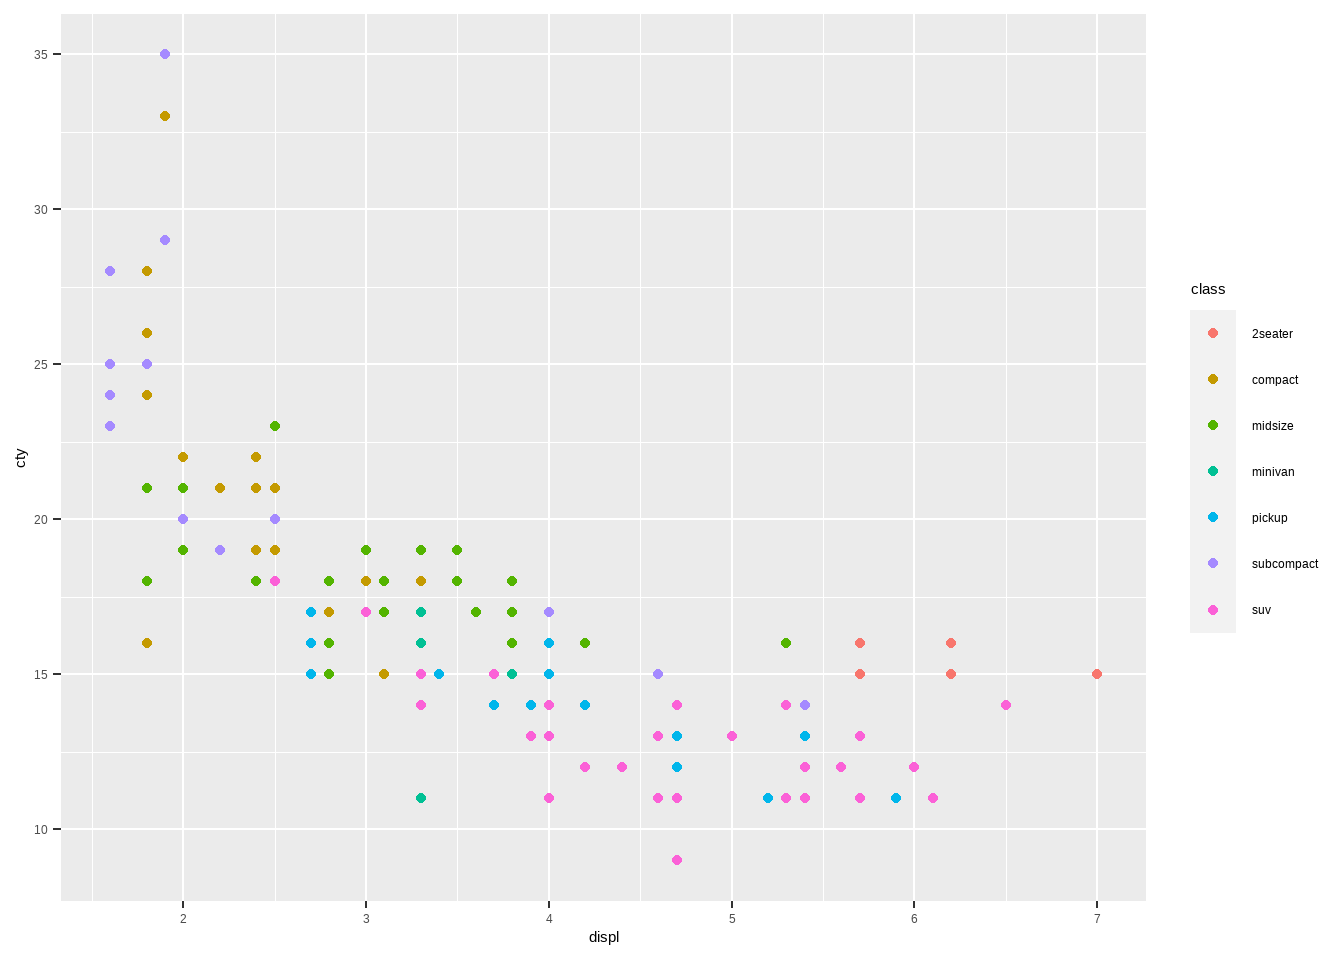 35
30
25
20
15
10
cty
2 3 4 5 6 7
displ
class
2seater
compact
midsize
minivan
pickup
subcompact
suv